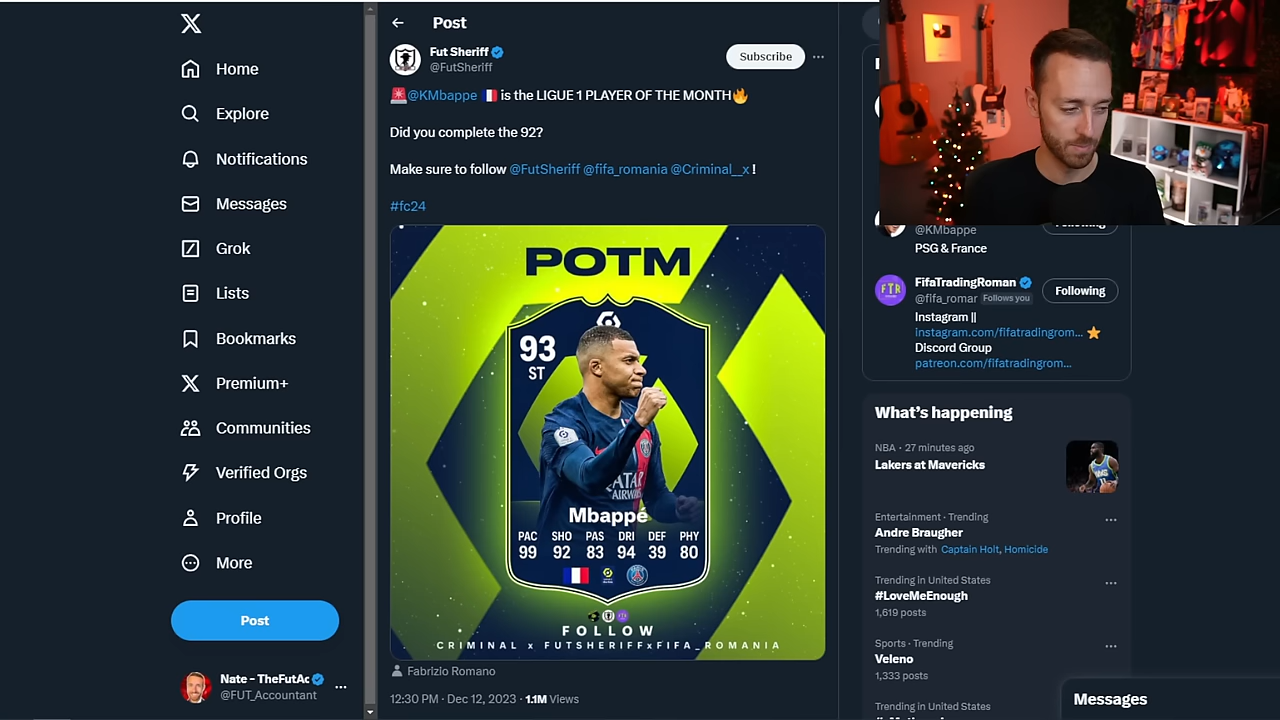 Home
Explore
Notifications
Messages
Grok
Lists
Bookmarks
Premium+
Communities
Verified Orgs
Profile
More
Post
Nate - TheFutAc
@FUT_Accountant
Post
Fut Sheriff
@FutSheriff
Subscribe
@KMbappe is the LIGUE 1 PLAYER OF THE MONTH
Did you complete the 92?
Make sure to follow @FutSheriff @fifa_romania @Criminal__x !
#fc24
POTM
93
ST
Mbappé
PAC SHO PAS DRI DEF PHY
99 92 83 94 39 80
FOLLOW
CRIMINAL x FUTSHERIFFxFIFA_ROMANIA
Fabrizio Romano
12:30 PM · Dec 12, 2023 · 1.1M Views
@KMbappe
Following
PSG & France
FifaTradingRoman
@fifa_romar Follows you
Following
Instagram ||
instagram.com/fifatradingrom...
Discord Group
patreon.com/fifatradingrom...
What's happening
NBA · 27 minutes ago
Lakers at Mavericks
Entertainment · Trending
Andre Braugher
Trending with Captain Holt, Homicide
Trending in United States
#LoveMeEnough
1,619 posts
Sports · Trending
Veleno
1,333 posts
Trending in United States
Messages